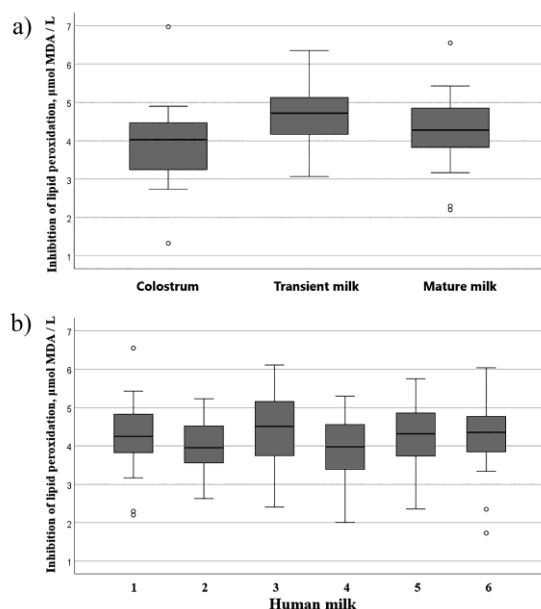 a)
Inhibition of lipid peroxidation, μmol MDA / L
7
6
5
4
3
2
1
Colostrum Transient milk Mature milk
b)
Inhibition of lipid peroxidation, μmol MDA / L
7
6
5
4
3
2
1
1 2 3 4 5 6
Human milk